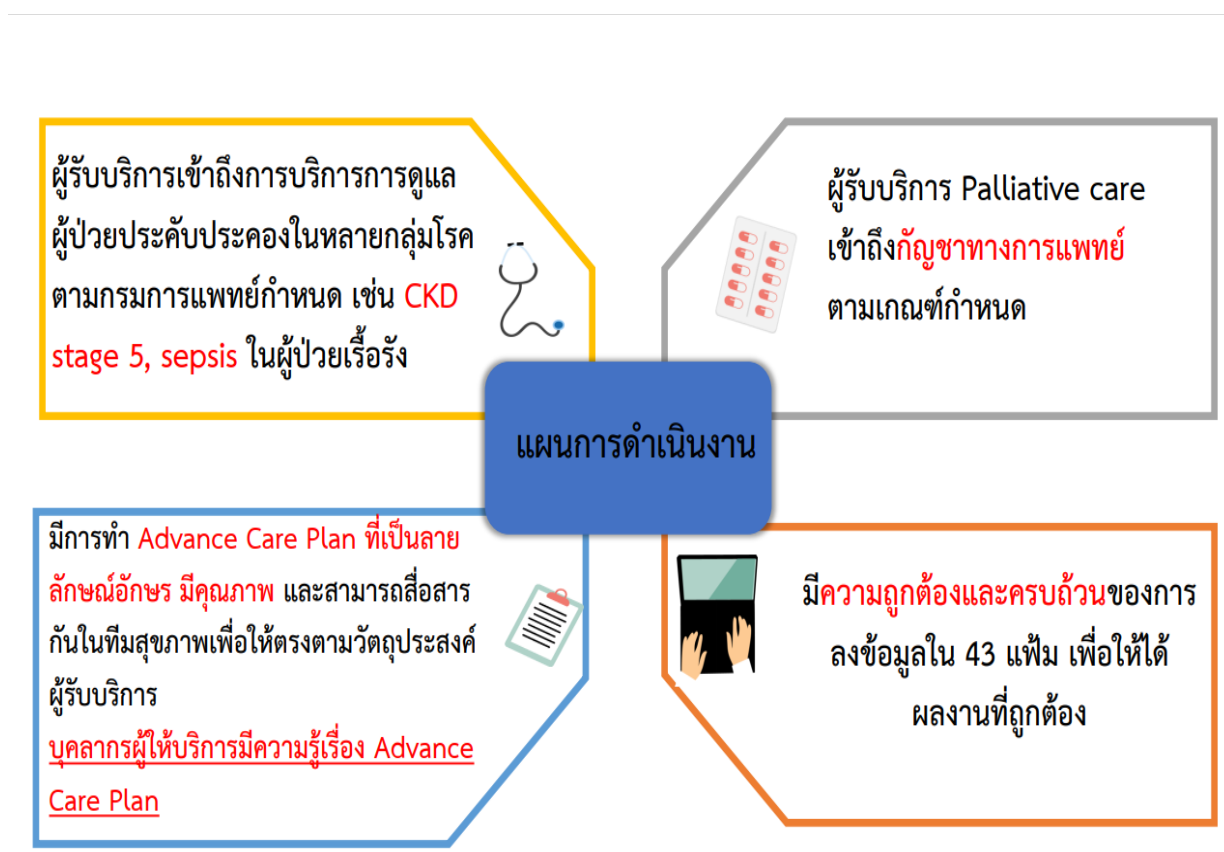 ผู้รับบริการเข้าถึงการบริการการดูแล
ผู้ป่วยประคับประคองในหลายกลุ่มโรค
ตามกรมการแพทย์กำหนด เช่น CKD
stage 5, sepsis ในผู้ป่วยเรื้อรัง
ผู้รับบริการ Palliative care
เข้าถึงกัญชาทางการแพทย์
ตามเกณฑ์กำหนด
แผนการดำเนินงาน
มีการทำ Advance Care Plan ที่เป็นลาย
ลักษณ์อักษร มีคุณภาพ และสามารถสื่อสาร
กันในทีมสุขภาพเพื่อให้ตรงตามวัตถุประสงค์
ผู้รับบริการ
บุคลากรผู้ให้บริการมีความรู้เรื่อง Advance
Care Plan
มีความถูกต้องและครบถ้วนของการ
ลงข้อมูลใน 43 แฟ้ม เพื่อให้ได้
ผลงานที่ถูกต้อง